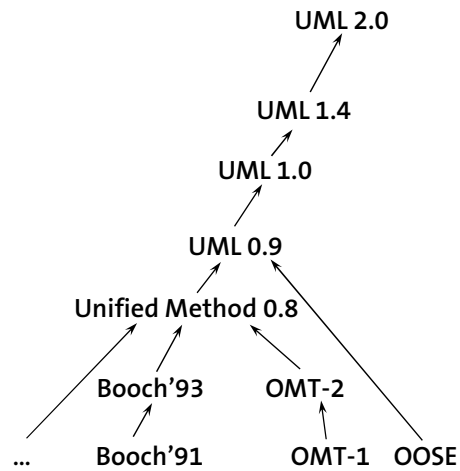 UML 2.0
UML 1.4
UML 1.0
UML 0.9
Unified Method 0.8
Booch’93 OMT-2
... Booch’91 OMT-1 OOSE